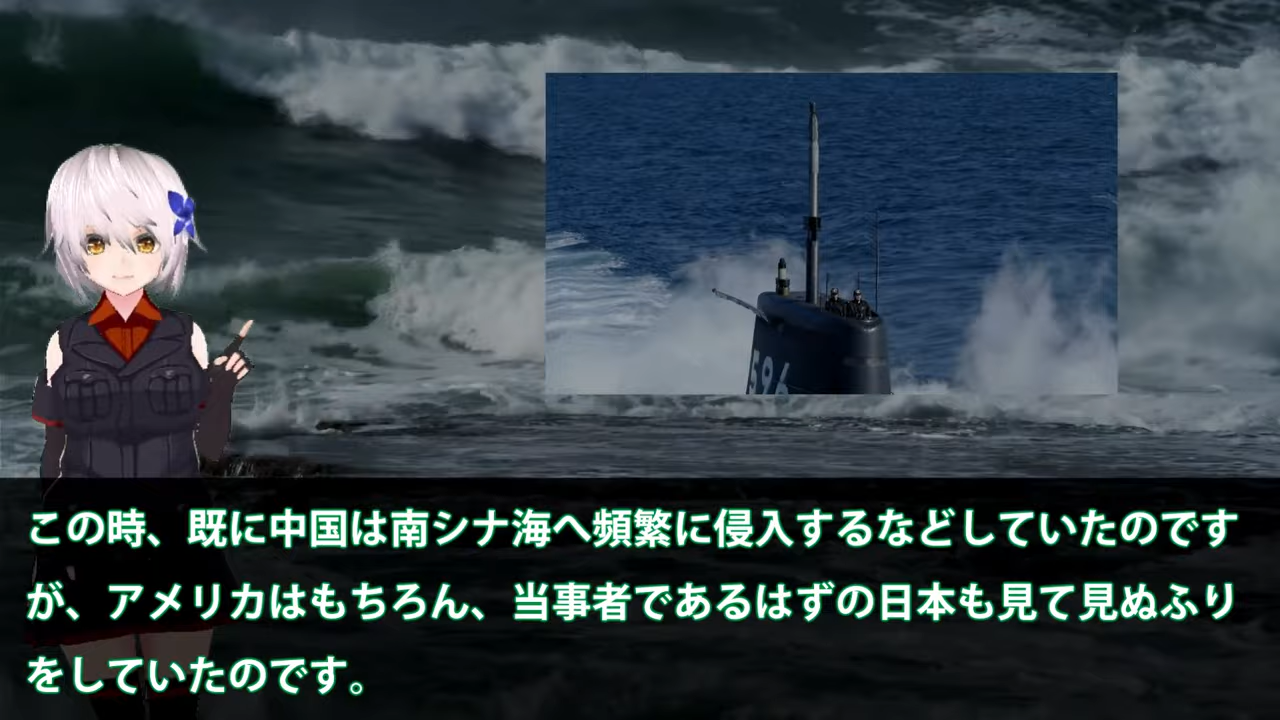 596
この時、既に中国は南シナ海へ頻繁に侵入するなどしていたのです
が、アメリカはもちろん、当事者であるはずの日本も見て見ぬふり
をしていたのです。